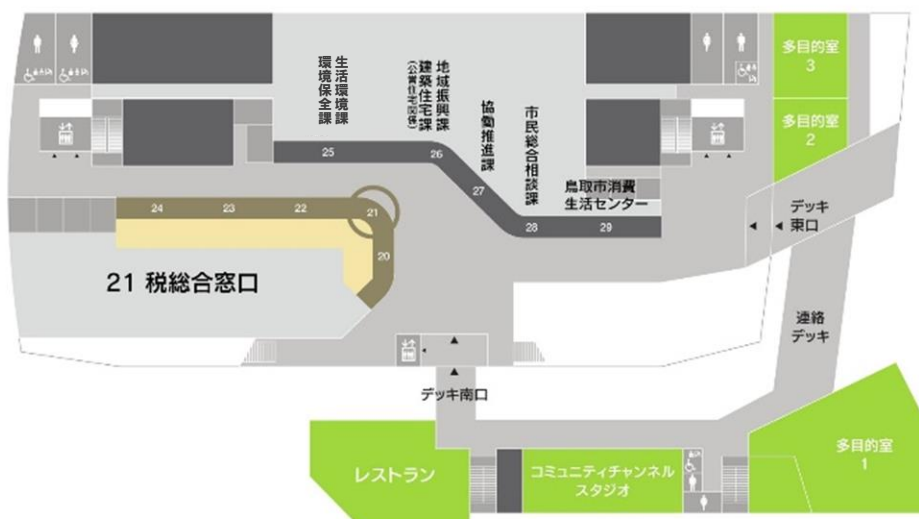 生活環境課
環境保全課
地域振興課
建築住宅課
(公営住宅関係)
協働推進課
市民総合相談課
鳥取市消費
生活センター
多目的室
3
多目的室
2
25
26
27
28
29
24
23
22
21
20
21 税総合窓口
デッキ
東口
連絡
デッキ
デッキ南口
レストラン
コミュニティチャンネル
スタジオ
多目的室
1